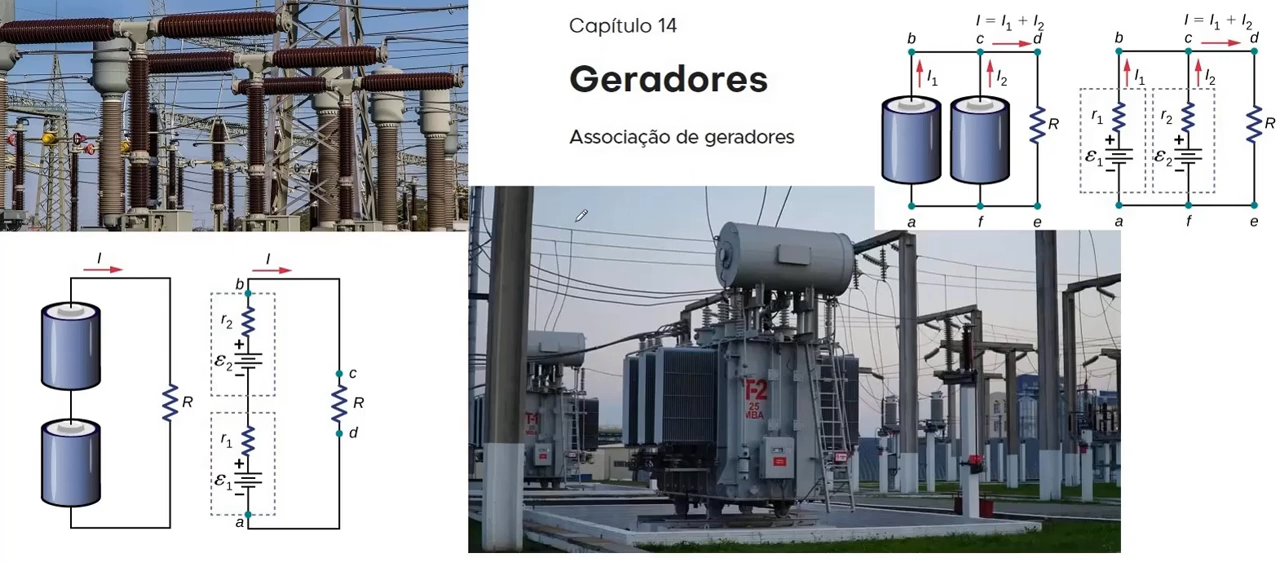 Capítulo 14
Geradores
Associação de geradores
I = I₁ + I₂
b c d
I₁ I₂
R
a f e
I = I₁ + I₂
b c d
I₁ I₂
r₁ r₂
R
+ +
ε₁ ε₂
− −
a f e
I
R
I
b
r₂
+
ε₂
−
c
R
d
r₁
+
ε₁
−
a
T-2
25
MBA
T-1